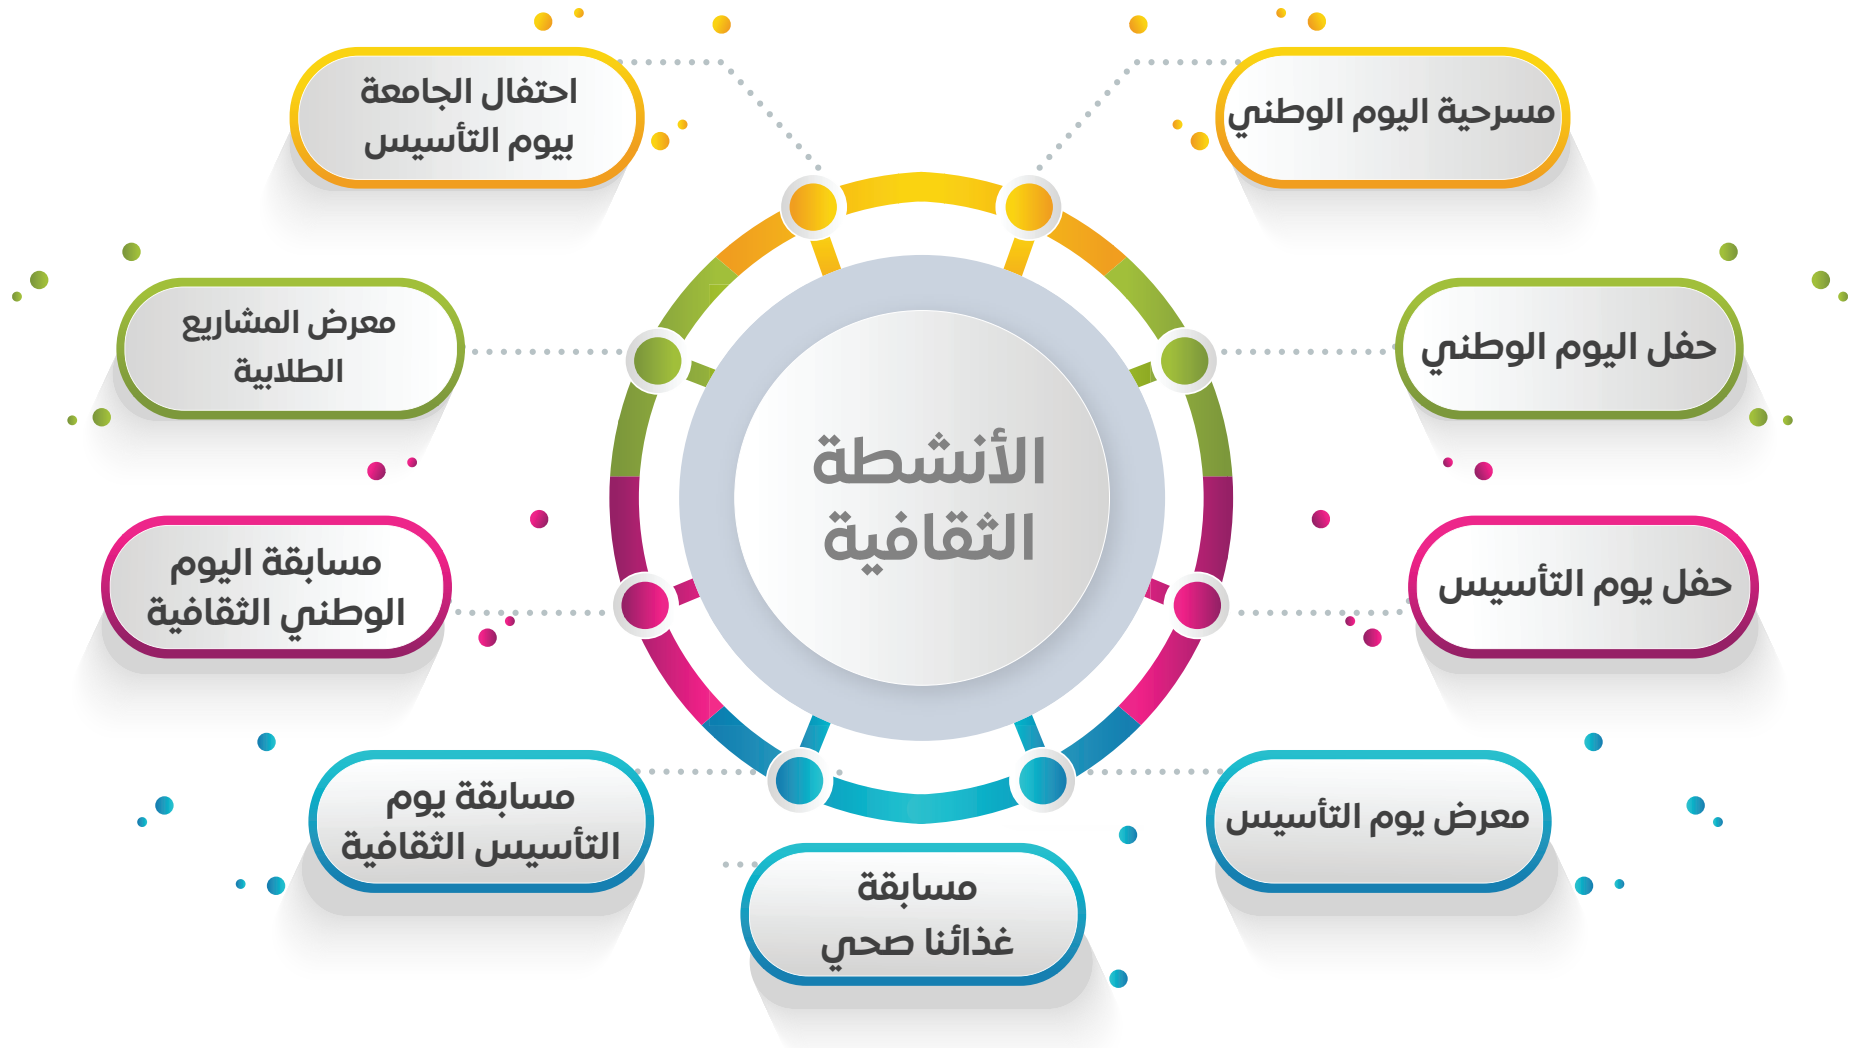 الأنشطة
الثقافية
مسرحية اليوم الوطني
حفل اليوم الوطني
حفل يوم التأسيس
معرض يوم التأسيس
مسابقة
غذائنا صحي
مسابقة يوم
التأسيس الثقافية
مسابقة اليوم
الوطني الثقافية
معرض المشاريع
الطلابية
احتفال الجامعة
بيوم التأسيس